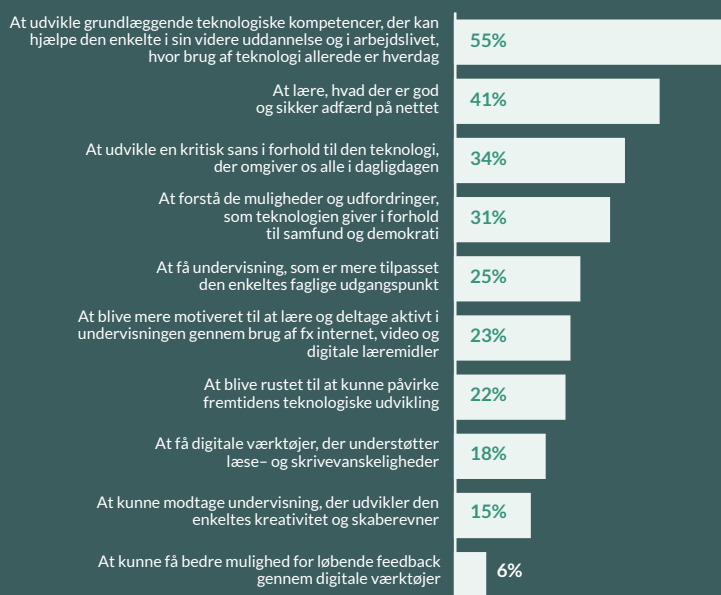 At udvikle grundlæggende teknologiske kompetencer, der kan
hjælpe den enkelte i sin videre uddannelse og i arbejdslivet,
hvor brug af teknologi allerede er hverdag
55%
At lære, hvad der er god
og sikker adfærd på nettet
41%
At udvikle en kritisk sans i forhold til den teknologi,
der omgiver os alle i dagligdagen
34%
At forstå de muligheder og udfordringer,
som teknologien giver i forhold
til samfund og demokrati
31%
At få undervisning, som er mere tilpasset
den enkeltes faglige udgangspunkt
25%
At blive mere motiveret til at lære og deltage aktivt i
undervisningen gennem brug af fx internet, video og
digitale læremidler
23%
At blive rustet til at kunne påvirke
fremtidens teknologiske udvikling
22%
At få digitale værktøjer, der understøtter
læse– og skrivevanskeligheder
18%
At kunne modtage undervisning, der udvikler den
enkeltes kreativitet og skaberevner
15%
At kunne få bedre mulighed for løbende feedback
gennem digitale værktøjer
6%